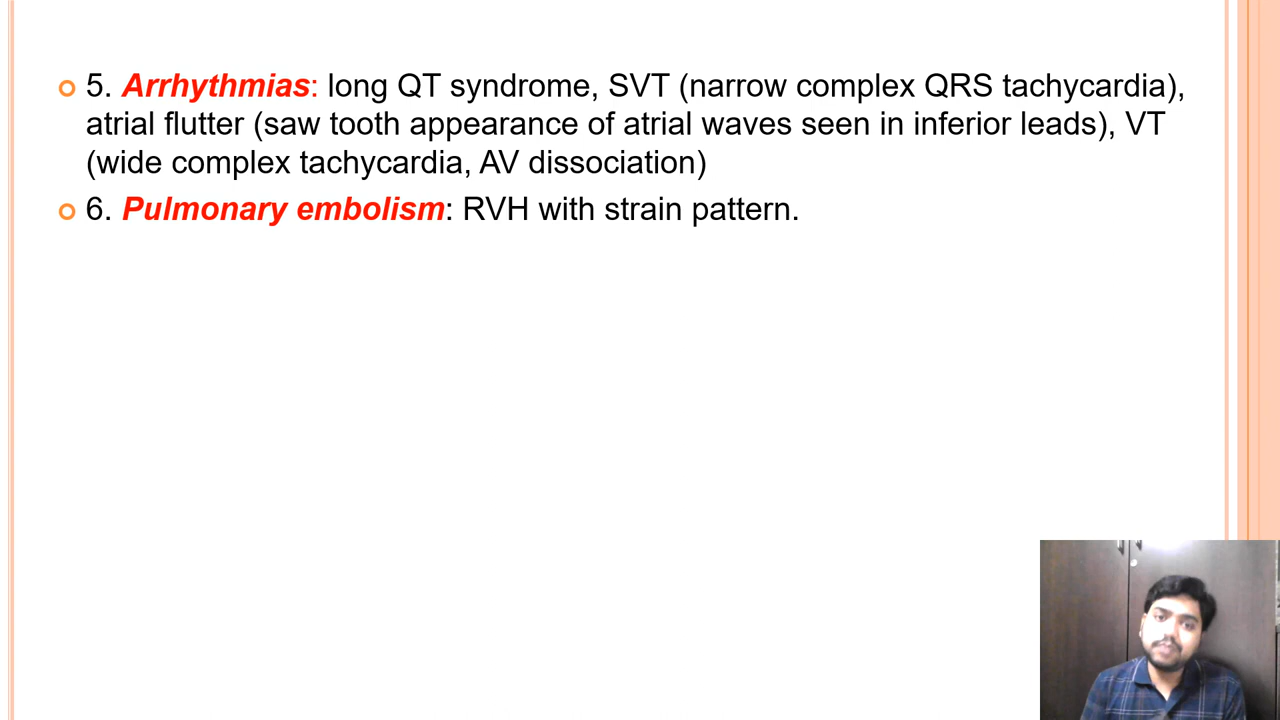 5. Arrhythmias: long QT syndrome, SVT (narrow complex QRS tachycardia),
atrial flutter (saw tooth appearance of atrial waves seen in inferior leads), VT
(wide complex tachycardia, AV dissociation)
6. Pulmonary embolism: RVH with strain pattern.